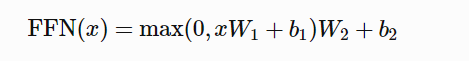 FFN(x) = max(0, xW₁ + b₁)W₂ + b₂